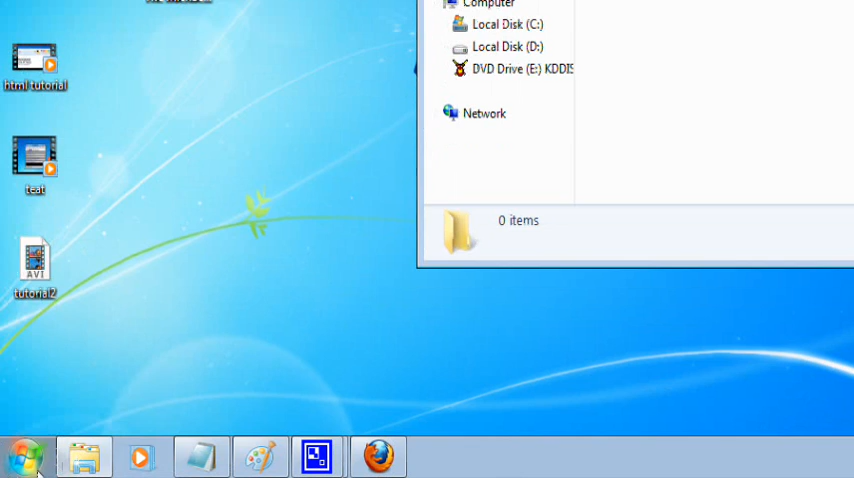 Computer
Local Disk (C:)
Local Disk (D:)
DVD Drive (E:) KDDIS
Network
0 items
html tutorial
teat
AVI
tutorial2